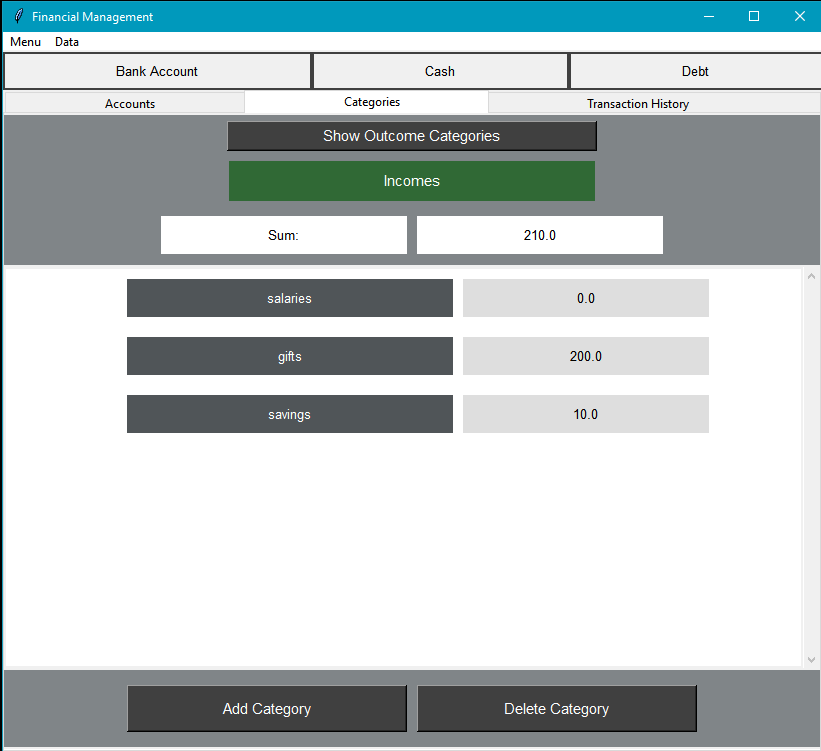 Financial Management
Menu Data
Bank Account Cash Debt
Accounts Categories Transaction History
Show Outcome Categories
Incomes
Sum: 210.0
salaries 0.0
gifts 200.0
savings 10.0
Add Category Delete Category